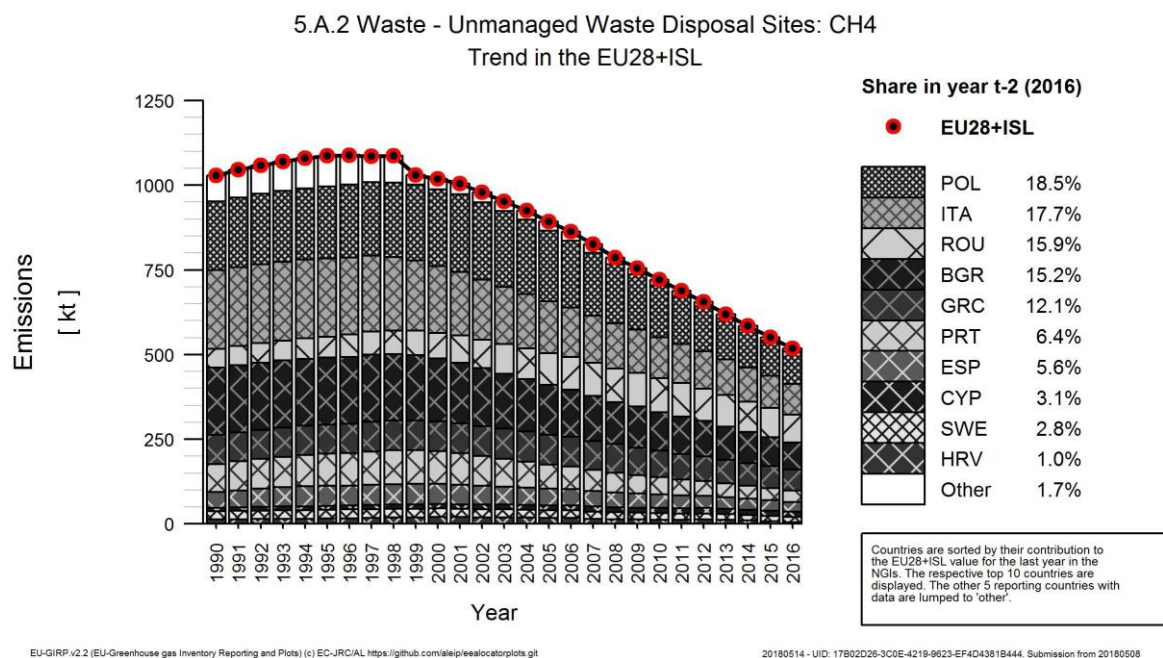 5.A.2 Waste - Unmanaged Waste Disposal Sites: CH4
Trend in the EU28+ISL
Emissions
[ kt ]
1250
1000
750
500
250
0
1990
1991
1992
1993
1994
1995
1996
1997
1998
1999
2000
2001
2002
2003
2004
2005
2006
2007
2008
2009
2010
2011
2012
2013
2014
2015
2016
Year
Share in year t-2 (2016)
EU28+ISL
POL 18.5%
ITA 17.7%
ROU 15.9%
BGR 15.2%
GRC 12.1%
PRT 6.4%
ESP 5.6%
CYP 3.1%
SWE 2.8%
HRV 1.0%
Other 1.7%
Countries are sorted by their contribution to
the EU28+ISL value for the last year in the
NGIs. The respective top 10 countries are
displayed. The other 5 reporting countries with
data are lumped to 'other'.
EU-GIRP.v2.2 (EU-Greenhouse gas Inventory Reporting and Plots) (c) EC-JRC/AL https://github.com/aleip/eealocatorplots.git
20180514 - UID: 17B02D26-3C0E-4219-9623-EF4D4381B444. Submission from 20180508